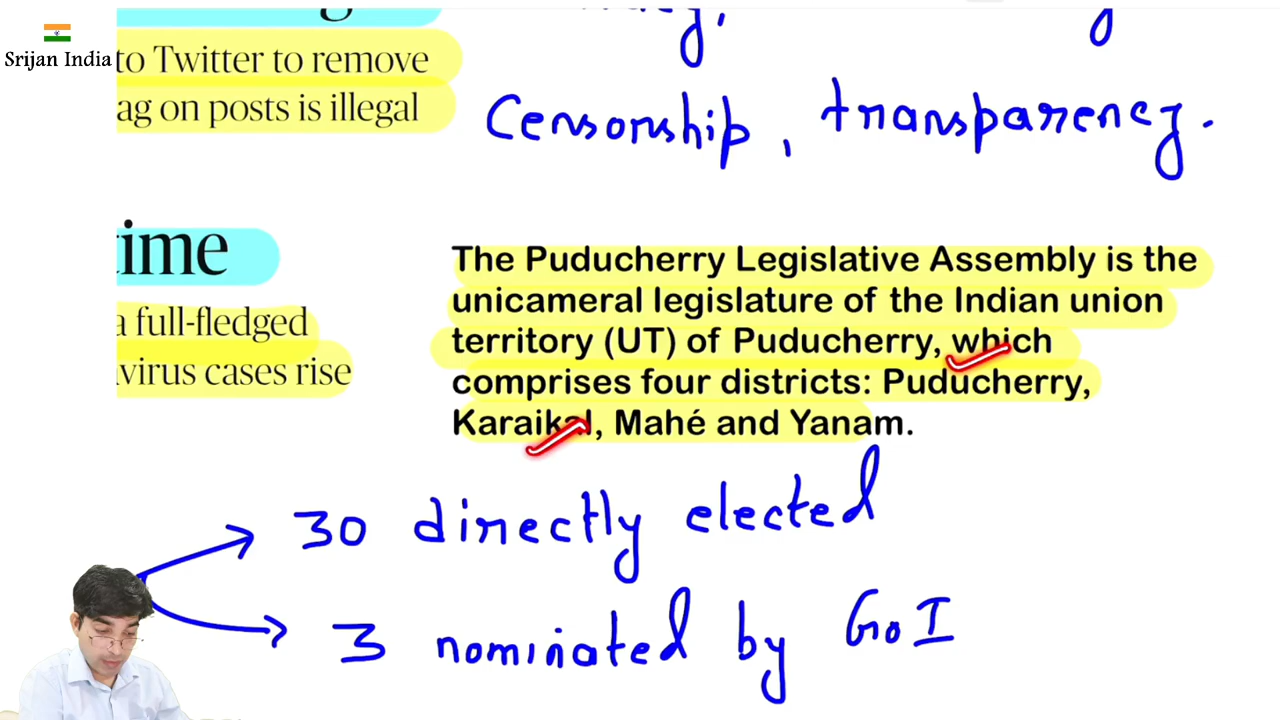 Srijan India
to Twitter to remove
ag on posts is illegal
Censorship, transparency.
time
a full-fledged
virus cases rise
The Puducherry Legislative Assembly is the
unicameral legislature of the Indian union
territory (UT) of Puducherry, which
comprises four districts: Puducherry,
Karaikal, Mahé and Yanam.
30 directly elected
3 nominated by GoI